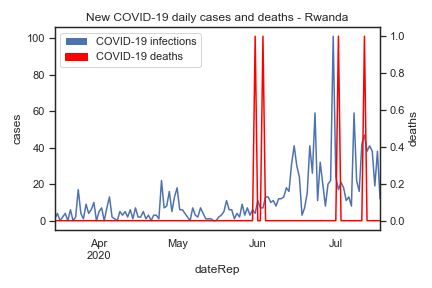 New COVID-19 daily cases and deaths - Rwanda
COVID-19 infections
COVID-19 deaths
100
80
60
40
20
0
cases
1.0
0.8
0.6
0.4
0.2
0.0
deaths
Apr
2020
May
Jun
Jul
dateRep